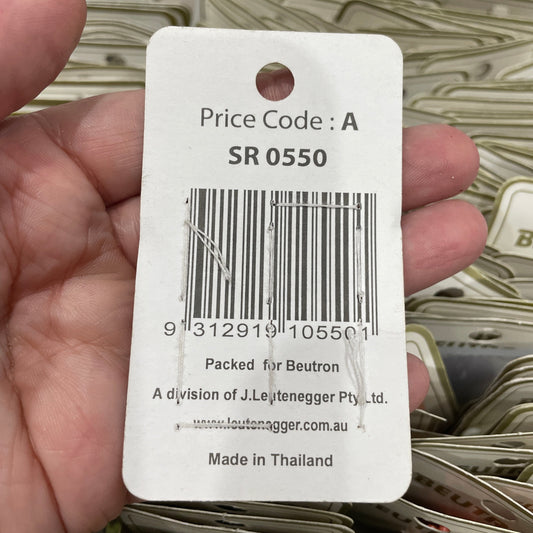 Price Code : A
SR 0550
9 312919 105501
Packed for Beutron
A division of J.Leutenegger Pty Ltd.
www.leutenegger.com.au
Made in Thailand